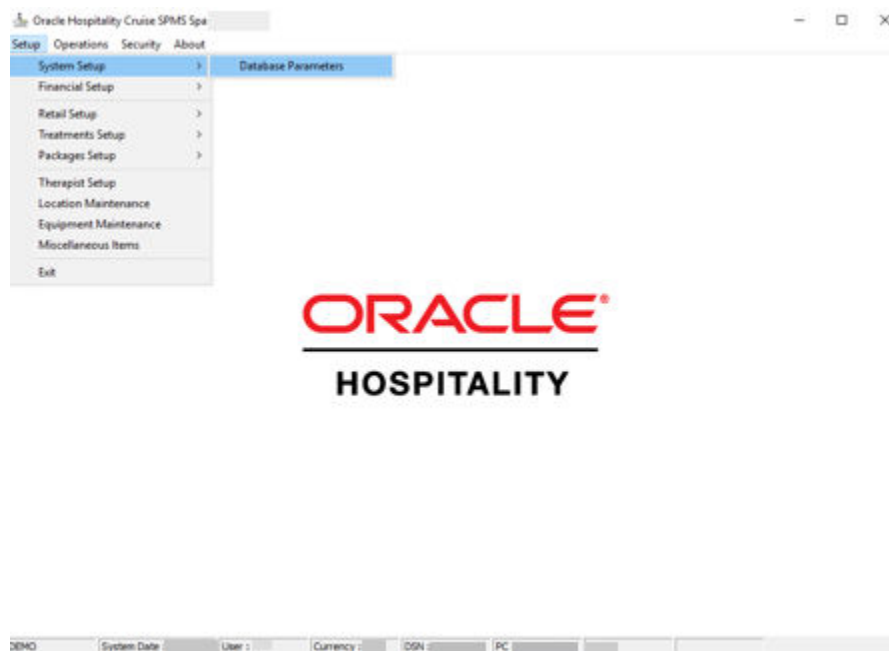 Oracle Hospitality Cruise SPMS Spa
Setup Operations Security About
System Setup > Database Parameters
Financial Setup >
Retail Setup >
Treatments Setup >
Packages Setup >
Therapist Setup
Location Maintenance
Equipment Maintenance
Miscellaneous Items
Exit
ORACLE®
HOSPITALITY
DEMO System Date User : Currency : DSN : PC